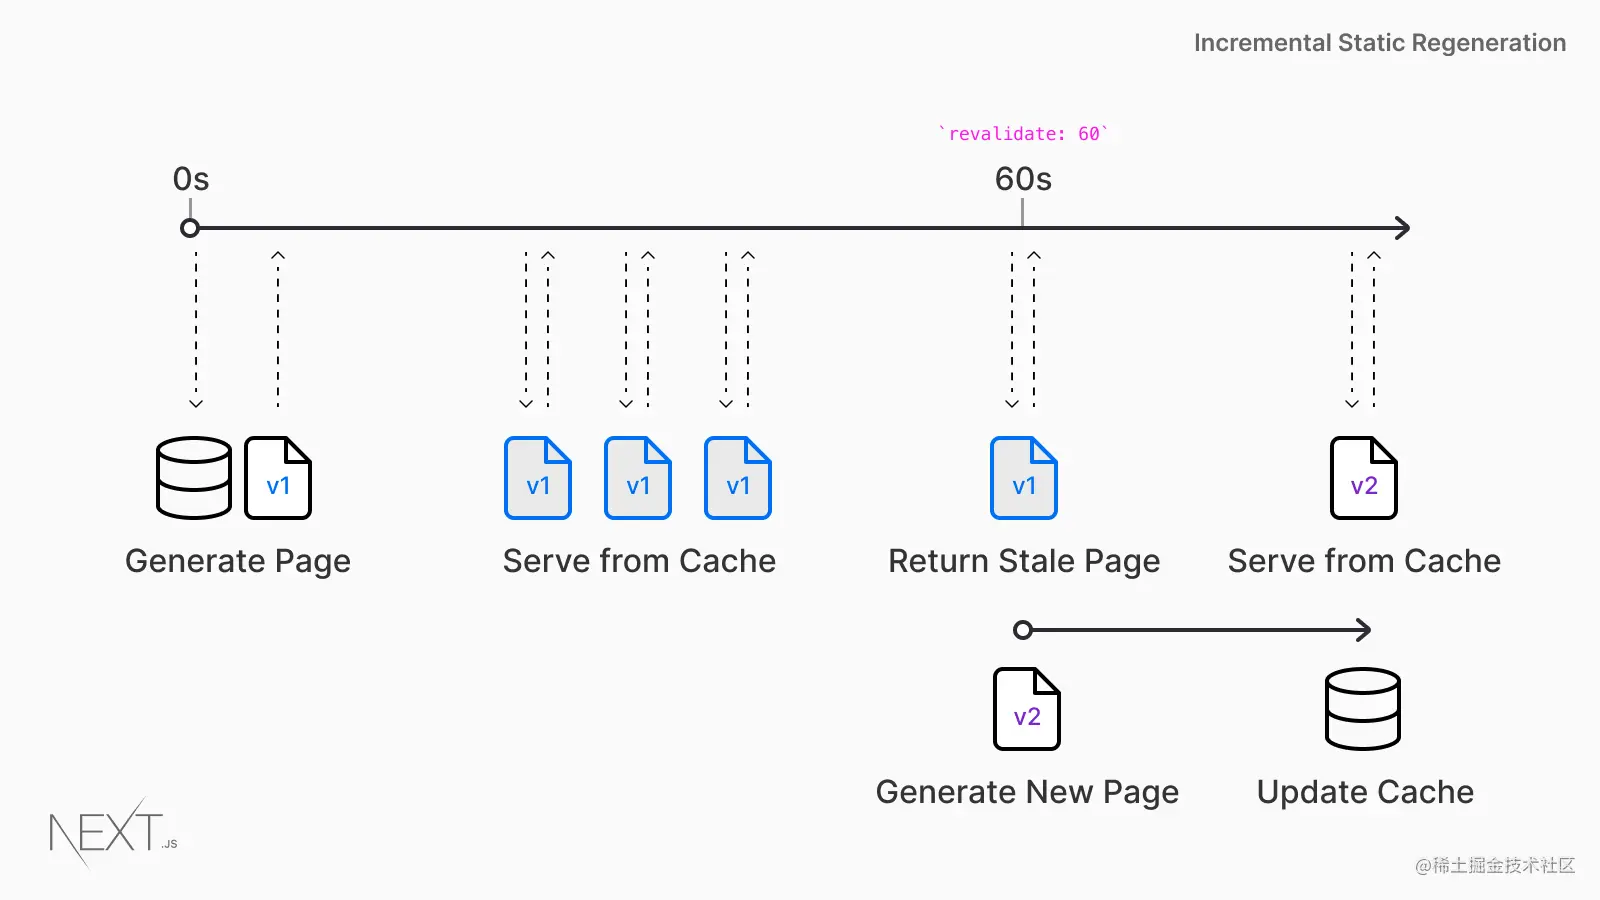 Incremental Static Regeneration
`revalidate: 60`
0s
60s
v1
v1
v1
v1
v1
v2
Generate Page
Serve from Cache
Return Stale Page
Serve from Cache
v2
Generate New Page
Update Cache
NEXT.JS
@稀土掘金技术社区